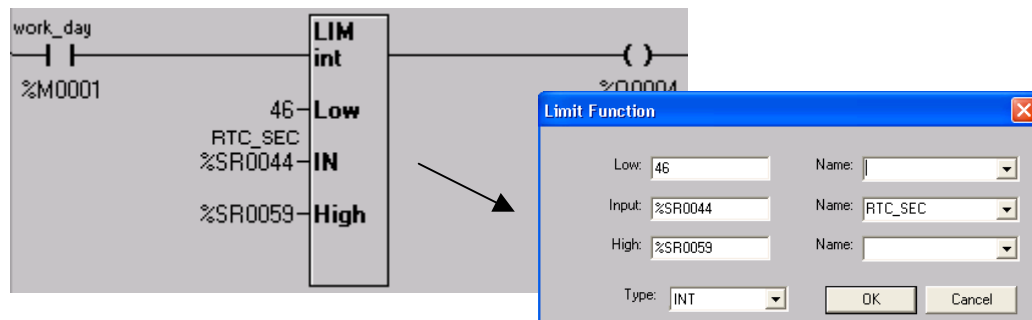 work_day
LIM
int
%M0001
%Q0004
46 Low
RTC_SEC
%SR0044 IN
%SR0059 High
Limit Function
Low: 46 Name:
Input: %SR0044 Name: RTC_SEC
High: %SR0059 Name:
Type: INT OK Cancel